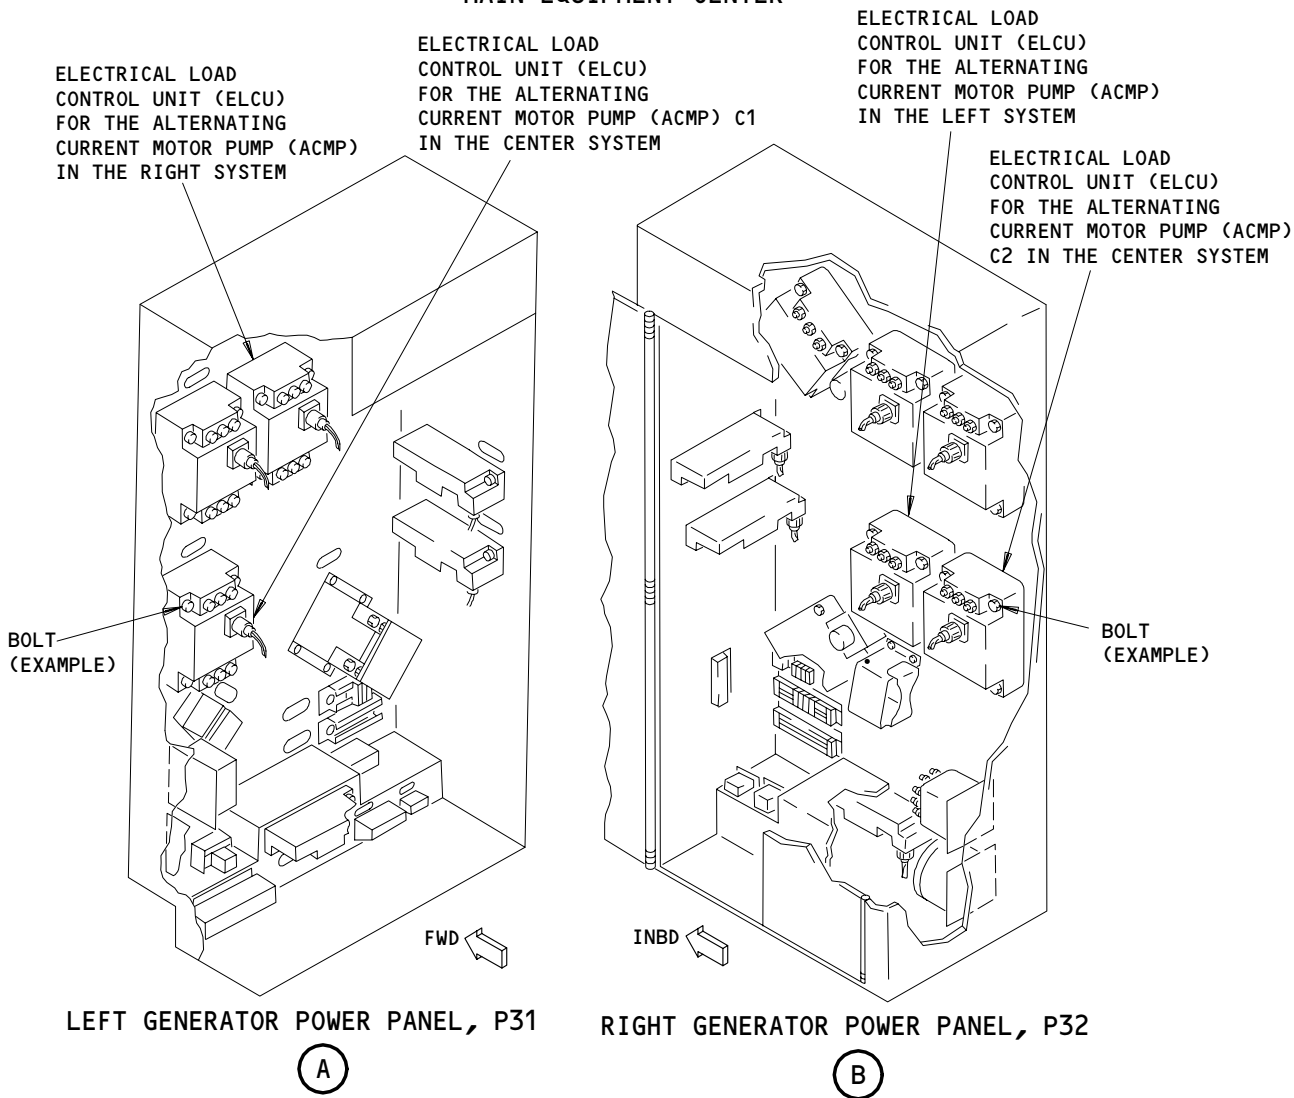 MAIN EQUIPMENT CENTER
ELECTRICAL LOAD
CONTROL UNIT (ELCU)
FOR THE ALTERNATING
CURRENT MOTOR PUMP (ACMP)
IN THE RIGHT SYSTEM
ELECTRICAL LOAD
CONTROL UNIT (ELCU)
FOR THE ALTERNATING
CURRENT MOTOR PUMP (ACMP) C1
IN THE CENTER SYSTEM
ELECTRICAL LOAD
CONTROL UNIT (ELCU)
FOR THE ALTERNATING
CURRENT MOTOR PUMP (ACMP)
IN THE LEFT SYSTEM
ELECTRICAL LOAD
CONTROL UNIT (ELCU)
FOR THE ALTERNATING
CURRENT MOTOR PUMP (ACMP)
C2 IN THE CENTER SYSTEM
BOLT
(EXAMPLE)
BOLT
(EXAMPLE)
FWD
INBD
LEFT GENERATOR POWER PANEL, P31
A
RIGHT GENERATOR POWER PANEL, P32
B